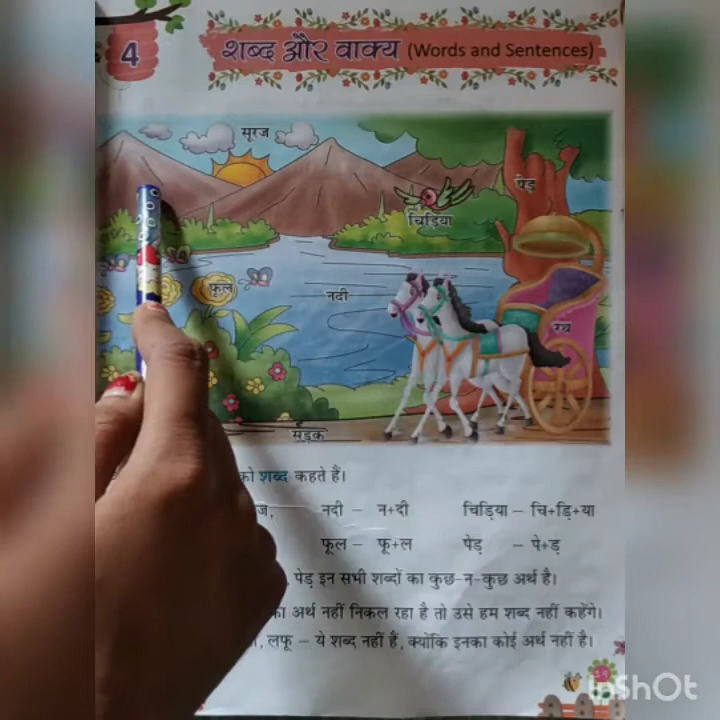 4
शब्द और वाक्य (Words and Sentences)
सूरज
पेड़
चिड़िया
फूल
नदी
रथ
सड़क
को शब्द कहते हैं।
नदी – न+दी चिड़िया – चि+ड़ि+या
फूल – फू+ल पेड़ – पे+ड़
, पेड़ इन सभी शब्दों का कुछ-न-कुछ अर्थ है।
का अर्थ नहीं निकल रहा है तो उसे हम शब्द नहीं कहेंगे।
, लफू – ये शब्द नहीं हैं, क्योंकि इनका कोई अर्थ नहीं है।
InShOt